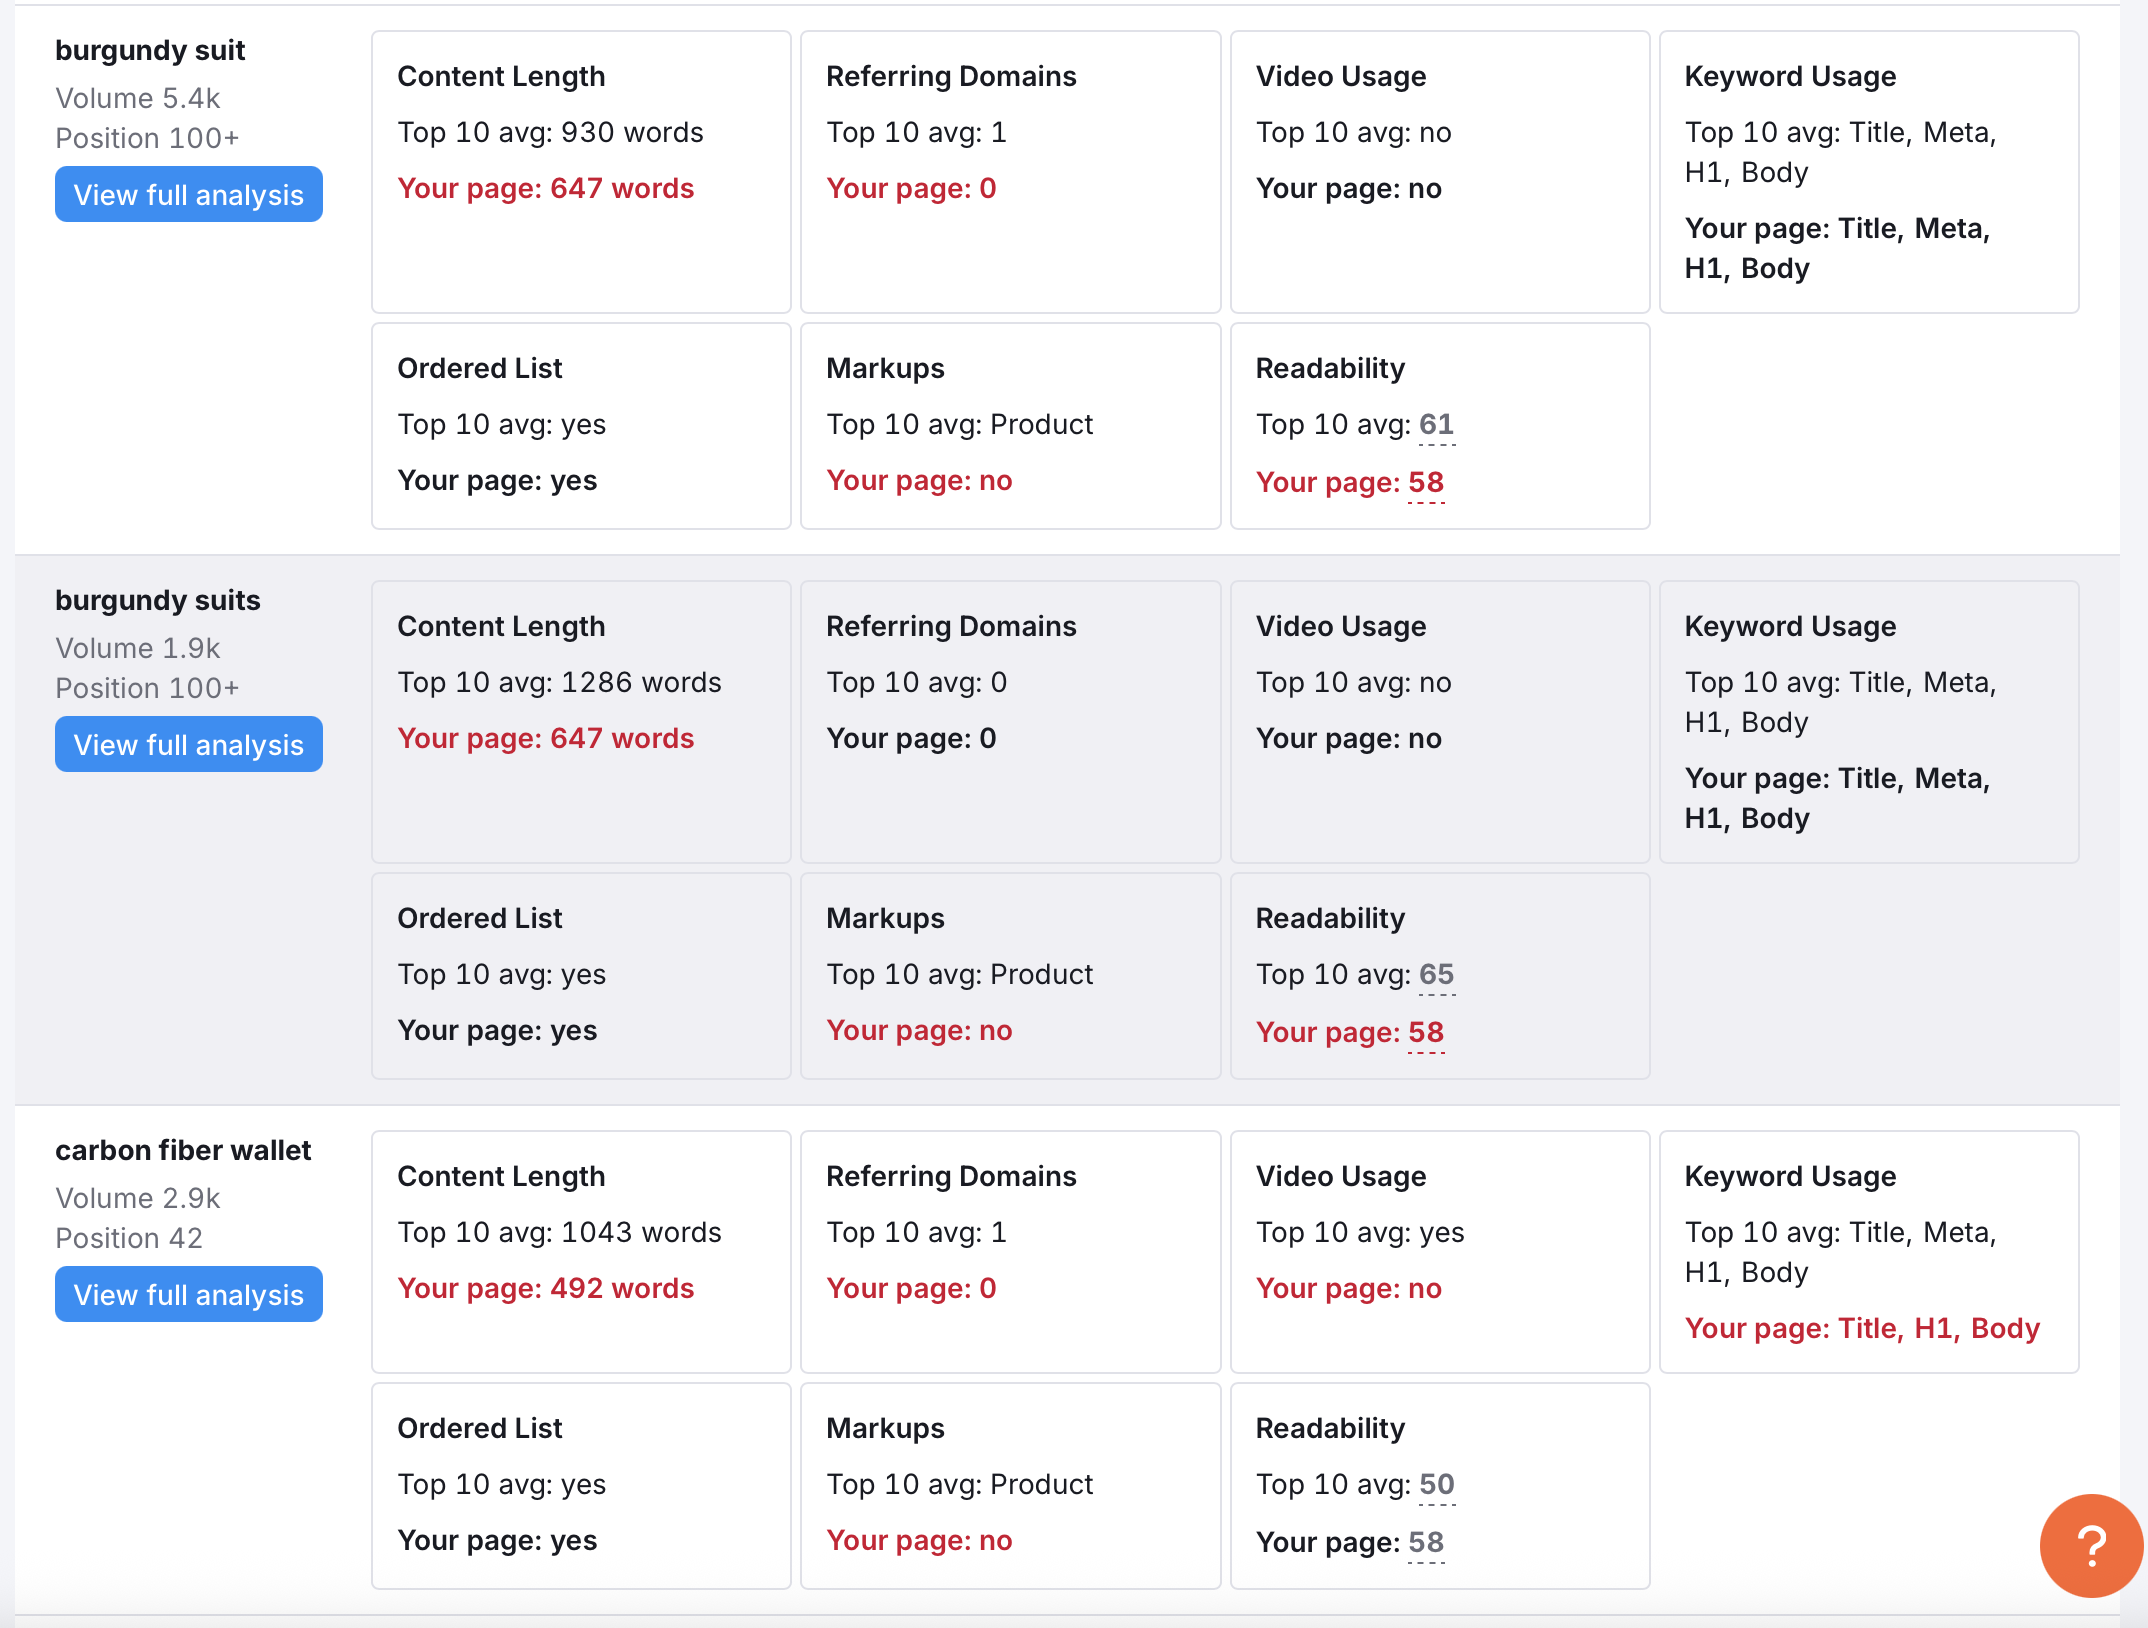 burgundy suit
Volume 5.4k
Position 100+
View full analysis
Content Length
Top 10 avg: 930 words
Your page: 647 words
Referring Domains
Top 10 avg: 1
Your page: 0
Video Usage
Top 10 avg: no
Your page: no
Keyword Usage
Top 10 avg: Title, Meta,
H1, Body
Your page: Title, Meta,
H1, Body
Ordered List
Top 10 avg: yes
Your page: yes
Markups
Top 10 avg: Product
Your page: no
Readability
Top 10 avg: 61
Your page: 58
burgundy suits
Volume 1.9k
Position 100+
View full analysis
Content Length
Top 10 avg: 1286 words
Your page: 647 words
Referring Domains
Top 10 avg: 0
Your page: 0
Video Usage
Top 10 avg: no
Your page: no
Keyword Usage
Top 10 avg: Title, Meta,
H1, Body
Your page: Title, Meta,
H1, Body
Ordered List
Top 10 avg: yes
Your page: yes
Markups
Top 10 avg: Product
Your page: no
Readability
Top 10 avg: 65
Your page: 58
carbon fiber wallet
Volume 2.9k
Position 42
View full analysis
Content Length
Top 10 avg: 1043 words
Your page: 492 words
Referring Domains
Top 10 avg: 1
Your page: 0
Video Usage
Top 10 avg: yes
Your page: no
Keyword Usage
Top 10 avg: Title, Meta,
H1, Body
Your page: Title, H1, Body
Ordered List
Top 10 avg: yes
Your page: yes
Markups
Top 10 avg: Product
Your page: no
Readability
Top 10 avg: 50
Your page: 58
?